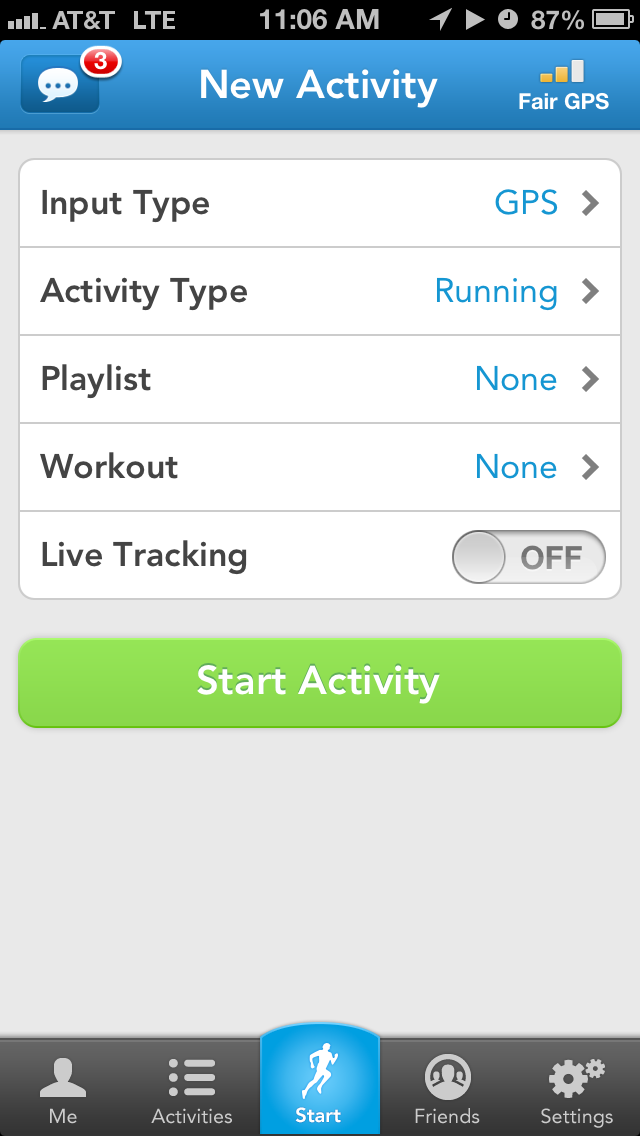 AT&T LTE 11:06 AM 87%
3
New Activity
Fair GPS
Input Type GPS
Activity Type Running
Playlist None
Workout None
Live Tracking OFF
Start Activity
Me Activities Start Friends Settings